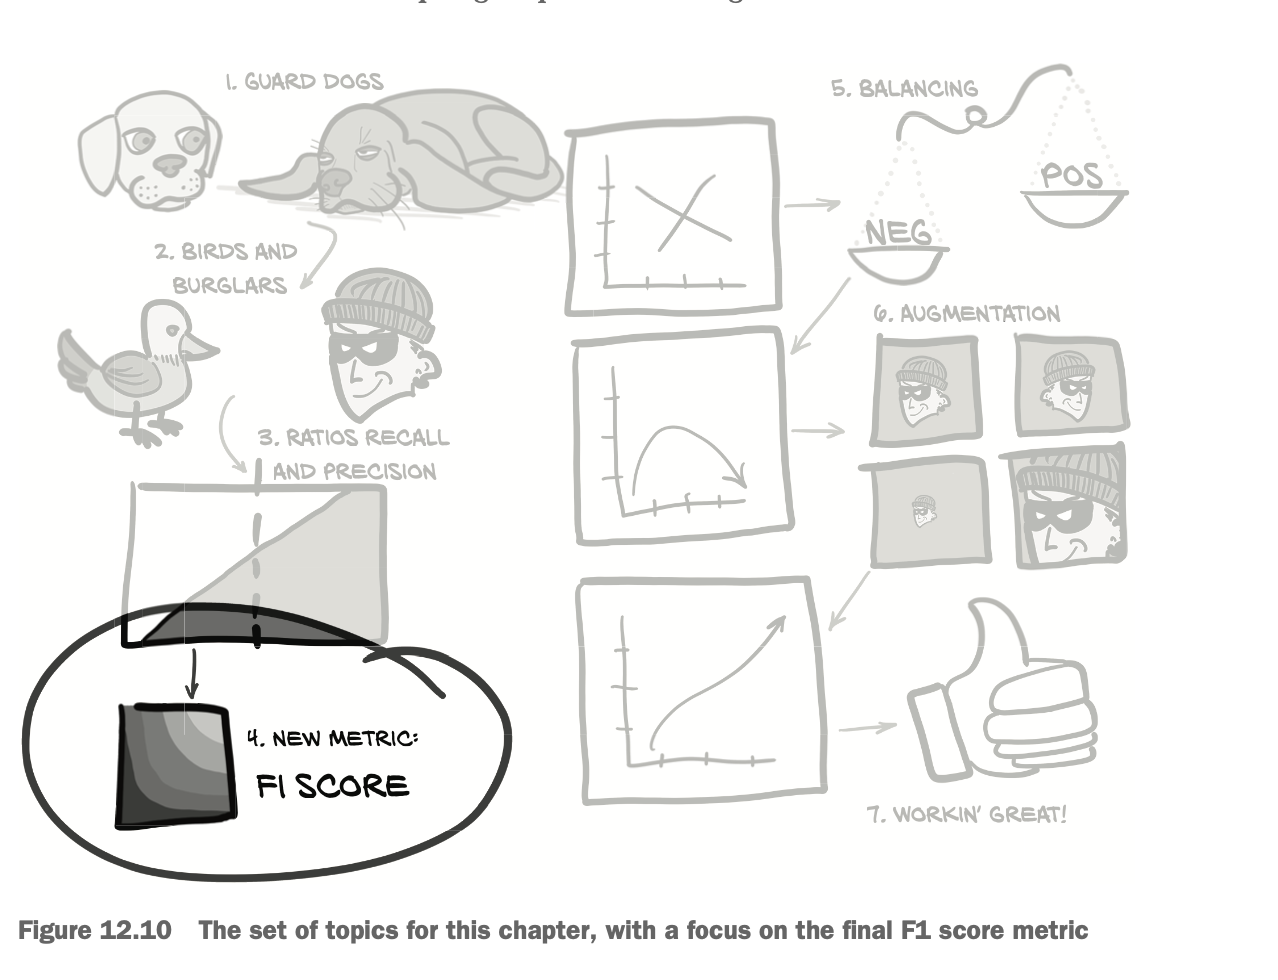 1. GUARD DOGS
2. BIRDS AND
BURGLARS
3. RATIOS RECALL
AND PRECISION
4. NEW METRIC:
F1 SCORE
5. BALANCING
NEG
POS
6. AUGMENTATION
7. WORKIN' GREAT!
Figure 12.10 The set of topics for this chapter, with a focus on the final F1 score metric